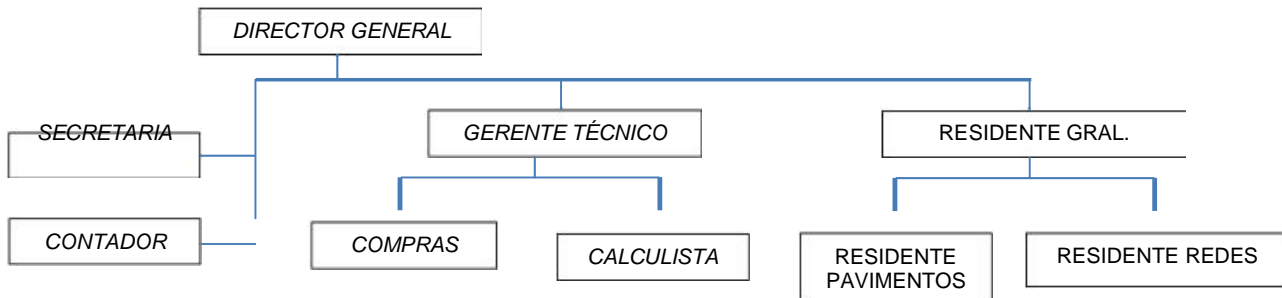 DIRECTOR GENERAL
SECRETARIA
GERENTE TÉCNICO
RESIDENTE GRAL.
CONTADOR
COMPRAS
CALCULISTA
RESIDENTE
PAVIMENTOS
RESIDENTE REDES